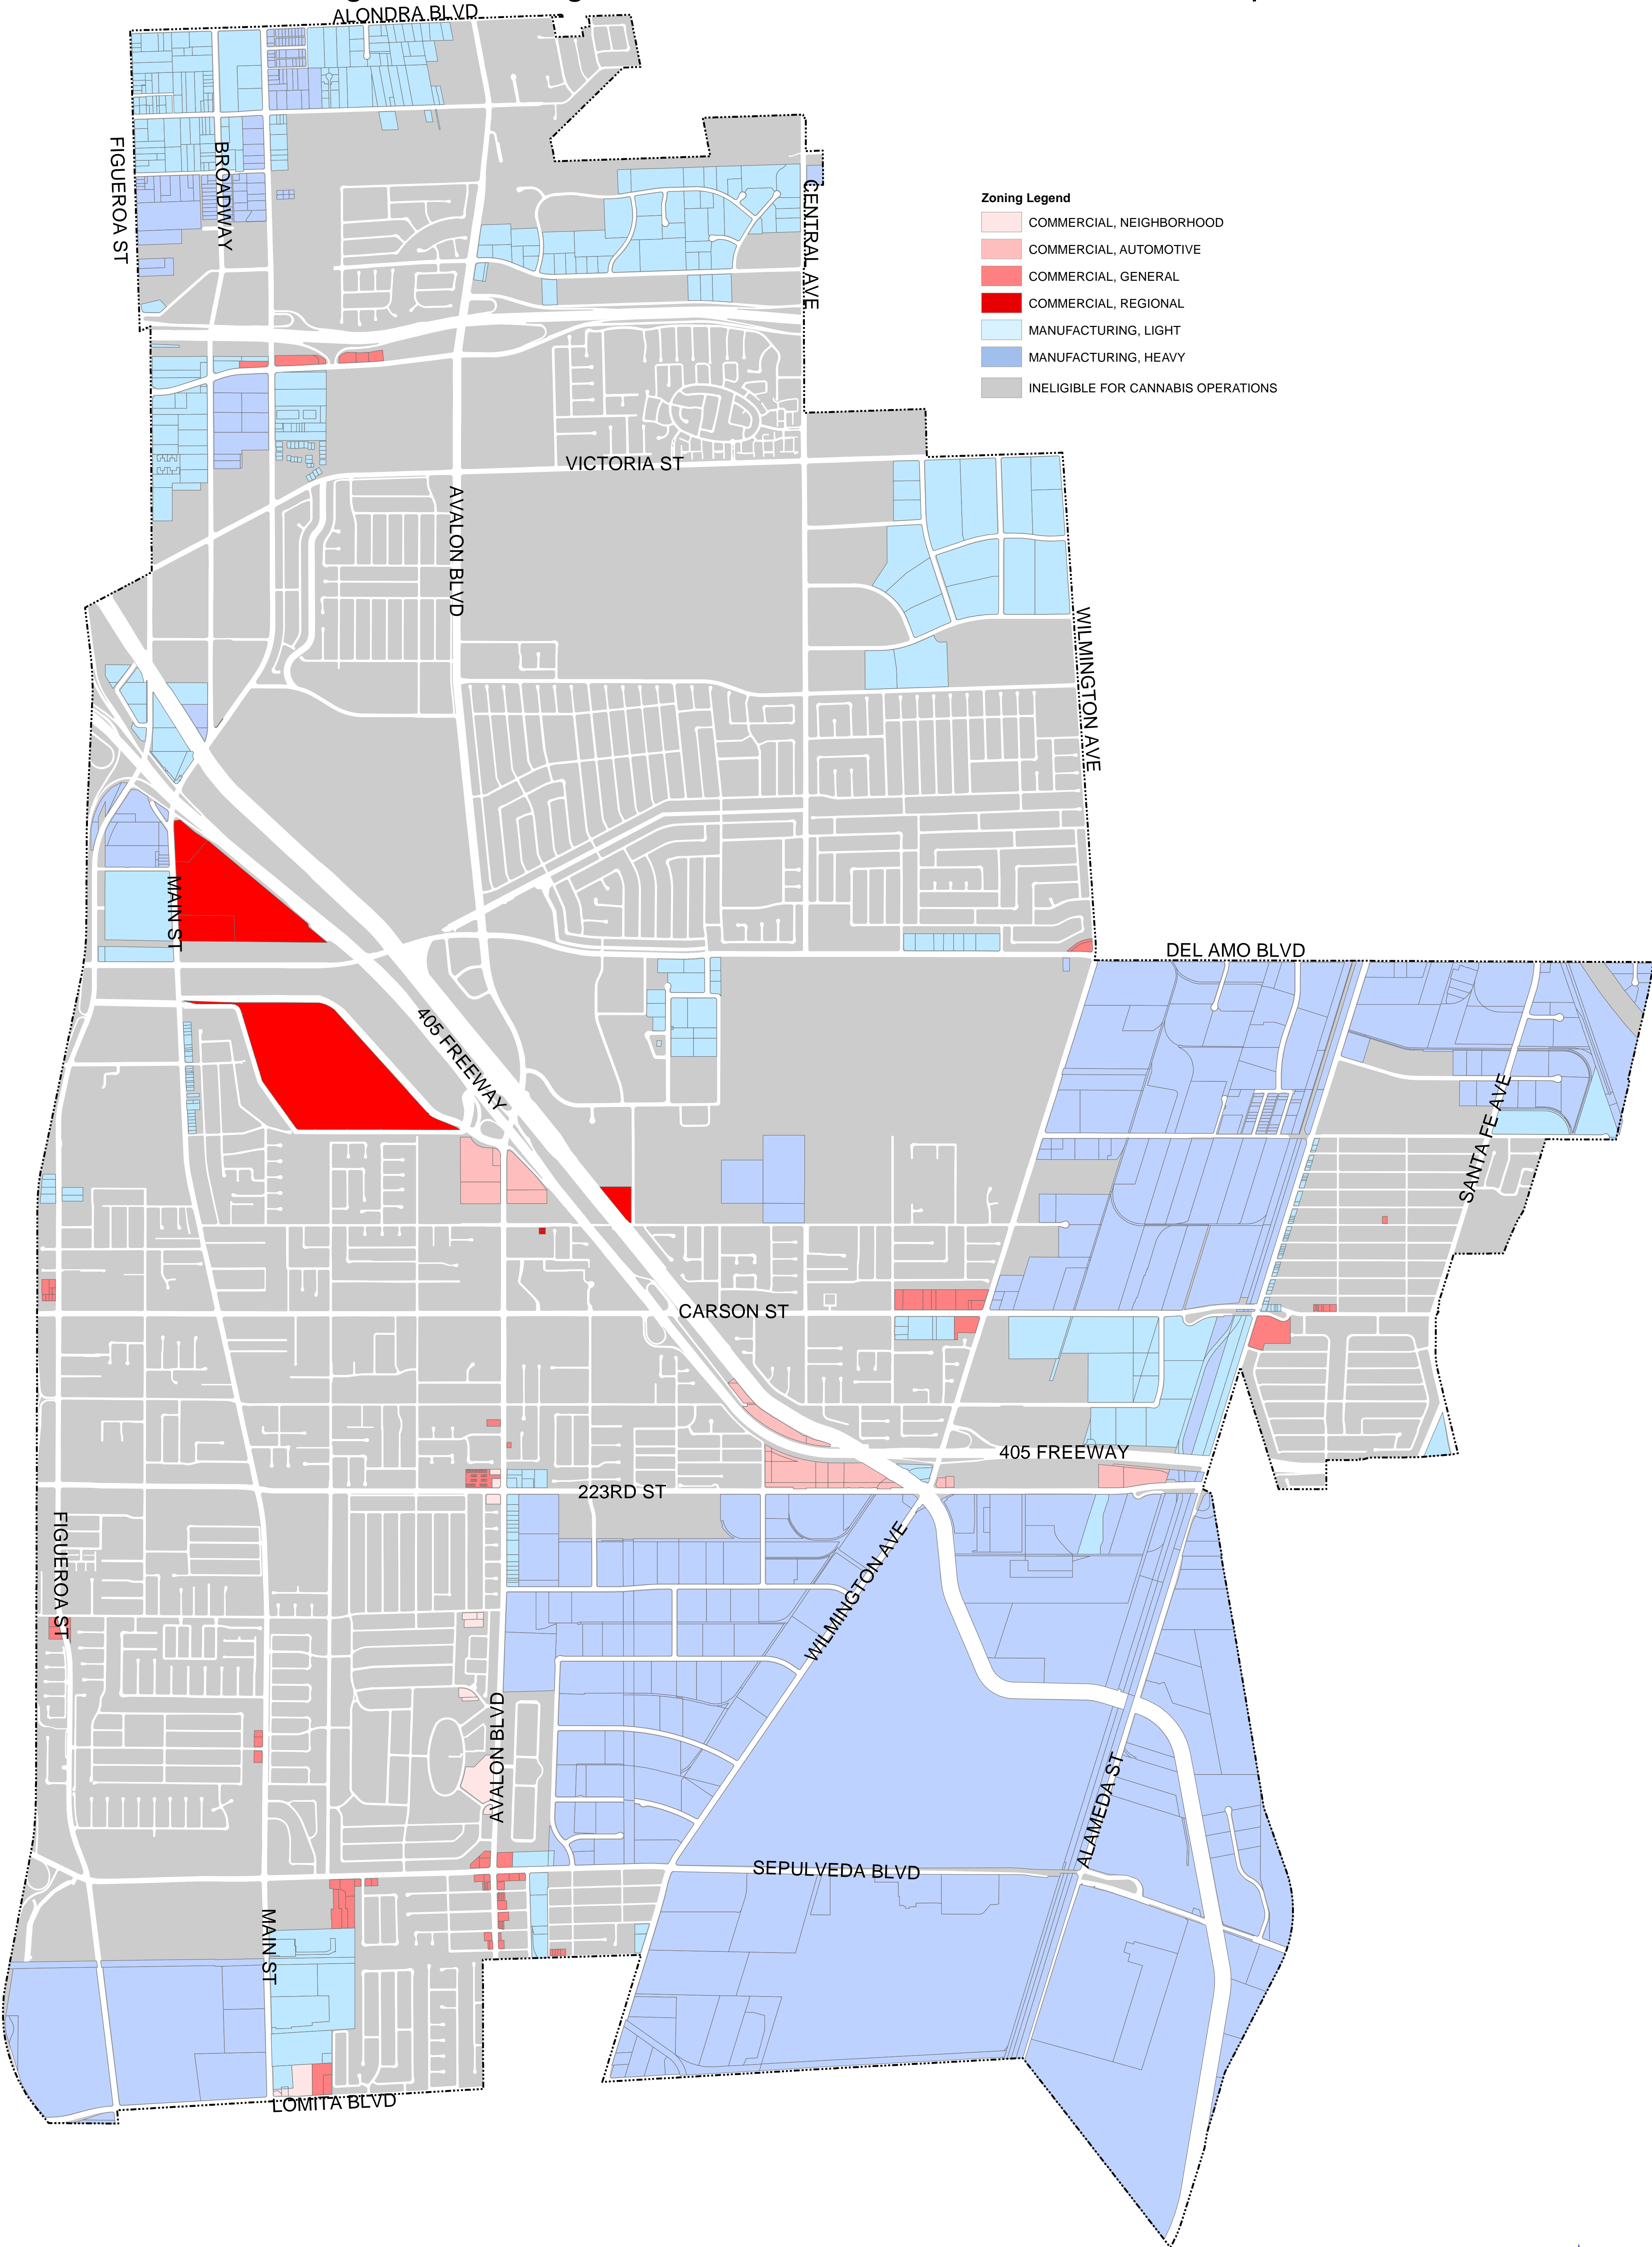 ALONDRA BLVD
FIGUEROA ST
BROADWAY
CENTRAL AVE
Zoning Legend
COMMERCIAL, NEIGHBORHOOD
COMMERCIAL, AUTOMOTIVE
COMMERCIAL, GENERAL
COMMERCIAL, REGIONAL
MANUFACTURING, LIGHT
MANUFACTURING, HEAVY
INELIGIBLE FOR CANNABIS OPERATIONS
VICTORIA ST
AVALON BLVD
WILMINGTON AVE
MAIN ST
DEL AMO BLVD
405 FREEWAY
SANTA FE AVE
CARSON ST
405 FREEWAY
223RD ST
FIGUEROA ST
WILMINGTON AVE
AVALON BLVD
ALAMEDA ST
SEPULVEDA BLVD
MAIN ST
LOMITA BLVD